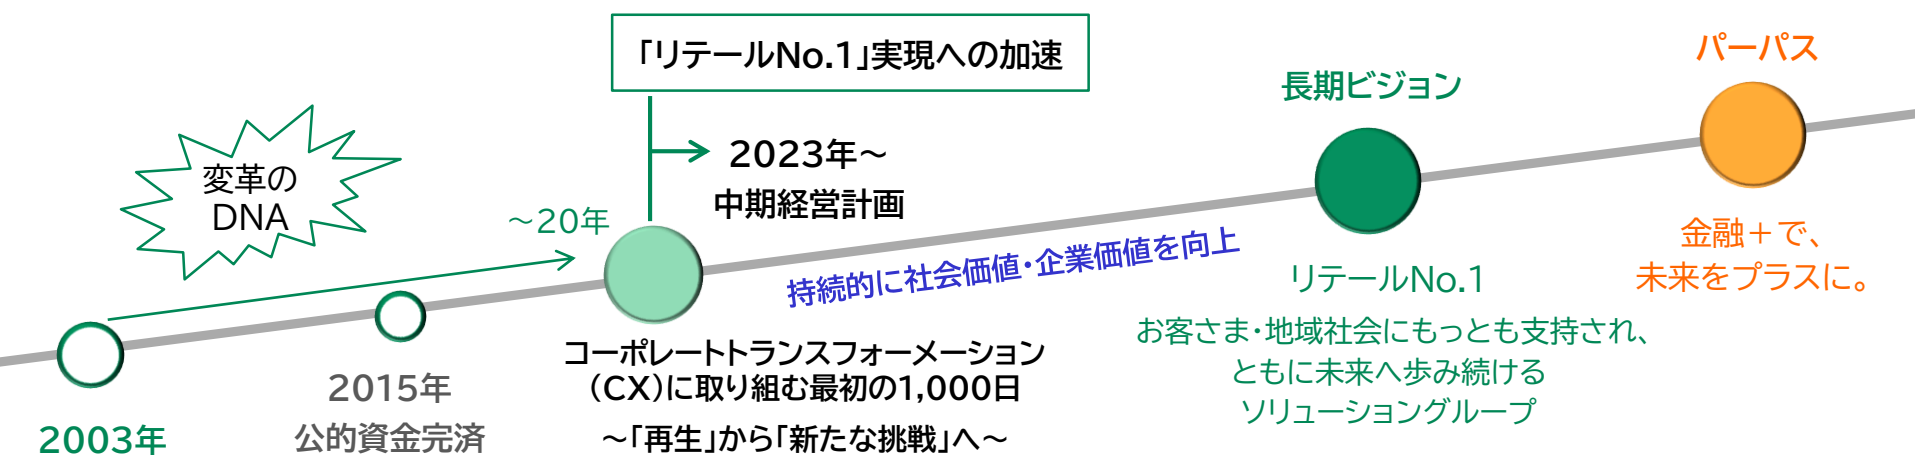 「リテールNo.1」実現への加速
変革の
DNA
～20年
2023年～
中期経営計画
長期ビジョン
パーパス
持続的に社会価値・企業価値を向上
2003年
2015年
公的資金完済
コーポレートトランスフォーメーション
（CX）に取り組む最初の1,000日
～「再生」から「新たな挑戦」へ～
リテールNo.1
お客さま・地域社会にもっとも支持され、
ともに未来へ歩み続ける
ソリューショングループ
金融＋で、
未来をプラスに。